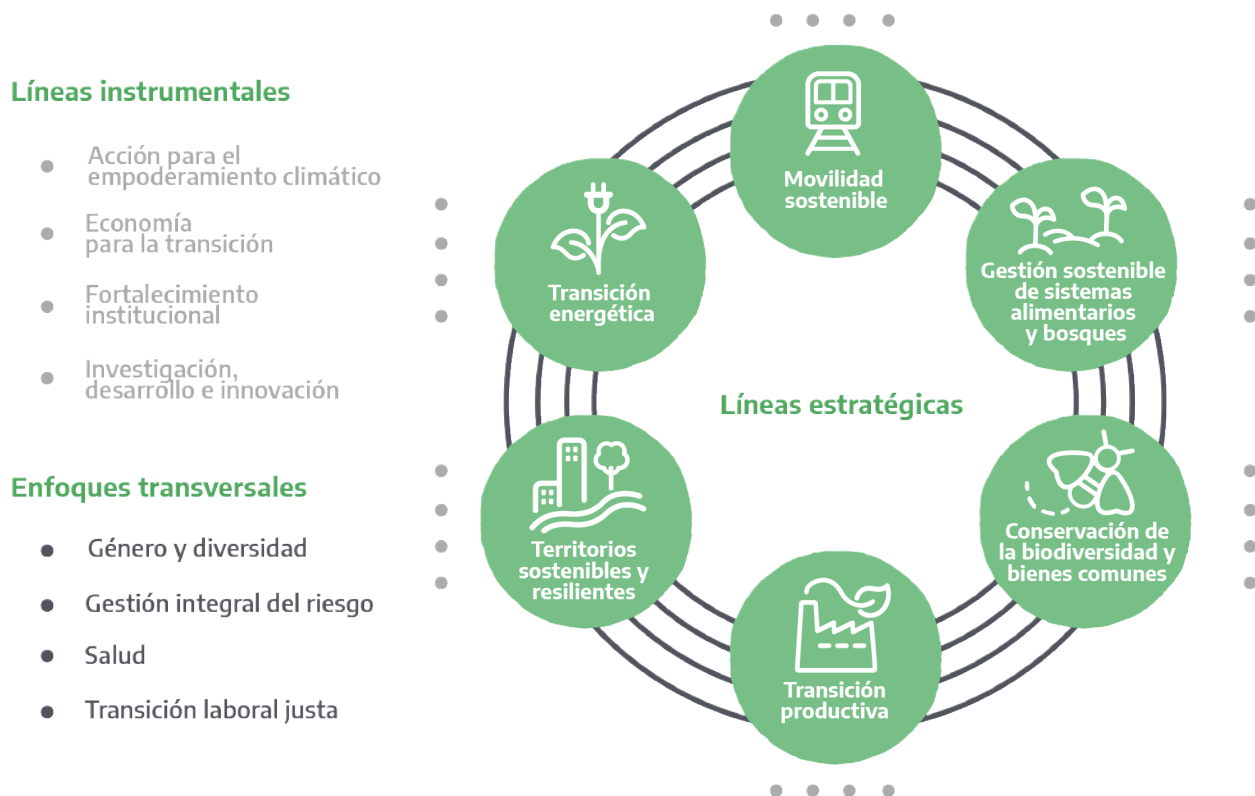 Líneas instrumentales
Acción para el
empoderamiento climático
Economía
para la transición
Fortalecimiento
institucional
Investigación,
desarrollo e innovación
Enfoques transversales
Género y diversidad
Gestión integral del riesgo
Salud
Transición laboral justa
Líneas estratégicas
Movilidad
sostenible
Gestión sostenible
de sistemas
alimentarios
y bosques
Conservación de
la biodiversidad y
bienes comunes
Transición
productiva
Territorios
sostenibles y
resilientes
Transición
energética